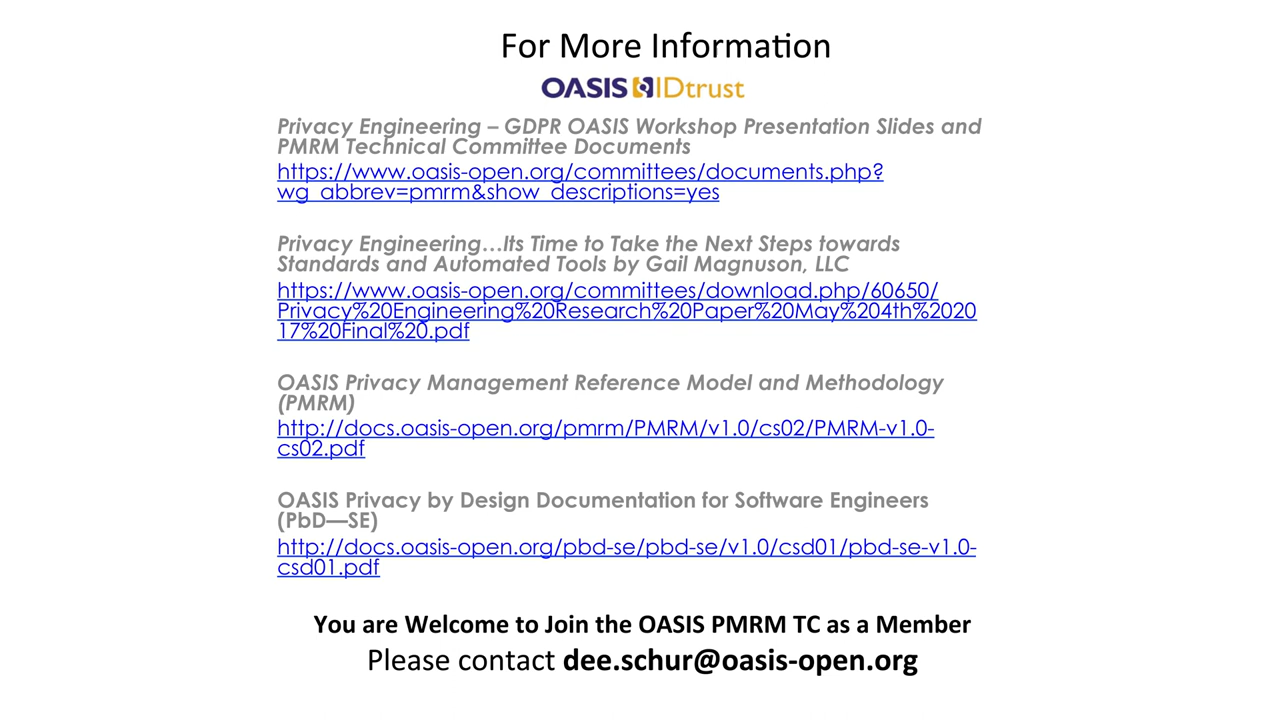 For More Information
OASIS IDtrust
Privacy Engineering – GDPR OASIS Workshop Presentation Slides and
PMRM Technical Committee Documents
https://www.oasis-open.org/committees/documents.php?
wg_abbrev=pmrm&show_descriptions=yes
Privacy Engineering…Its Time to Take the Next Steps towards
Standards and Automated Tools by Gail Magnuson, LLC
https://www.oasis-open.org/committees/download.php/60650/
Privacy%20Engineering%20Research%20Paper%20May%204th%2020
17%20Final%20.pdf
OASIS Privacy Management Reference Model and Methodology
(PMRM)
http://docs.oasis-open.org/pmrm/PMRM/v1.0/cs02/PMRM-v1.0-
cs02.pdf
OASIS Privacy by Design Documentation for Software Engineers
(PbD—SE)
http://docs.oasis-open.org/pbd-se/pbd-se/v1.0/csd01/pbd-se-v1.0-
csd01.pdf
You are Welcome to Join the OASIS PMRM TC as a Member
Please contact dee.schur@oasis-open.org